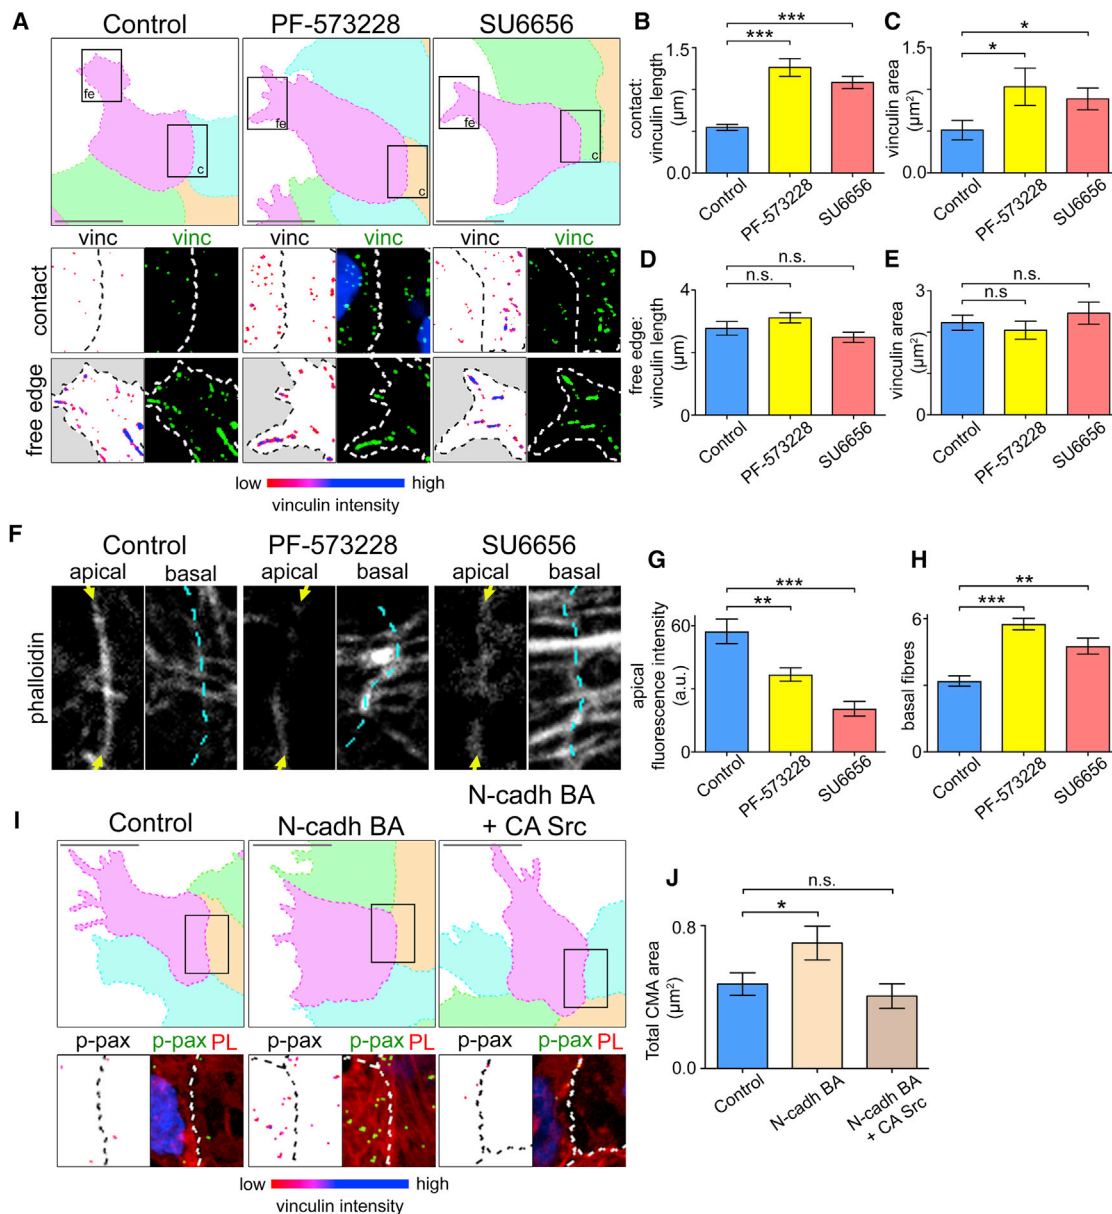 A
Control
PF-573228
SU6656
fe
c
fe
c
fe
c
vinc
vinc
vinc
vinc
vinc
vinc
contact
free edge
low
high
vinculin intensity
B
***
***
contact:
vinculin length
(µm)
1.5
0.0
Control
PF-573228
SU6656
C
*
*
vinculin area
(µm²)
1.5
0.0
Control
PF-573228
SU6656
D
n.s.
n.s.
free edge:
vinculin length
(µm)
4
2
0
Control
PF-573228
SU6656
E
n.s.
n.s
vinculin area
(µm²)
3
2
0
Control
PF-573228
SU6656
F
Control
PF-573228
SU6656
apical
basal
apical
basal
apical
basal
phalloidin
G
***
**
apical
fluorescence intensity
(a.u.)
60
0
Control
PF-573228
SU6656
H
**
***
basal fibres
6
0
Control
PF-573228
SU6656
I
Control
N-cadh BA
N-cadh BA
+ CA Src
p-pax
p-pax PL
p-pax
p-pax PL
p-pax
p-pax PL
low
high
vinculin intensity
J
n.s.
*
Total CMA area
(µm²)
0.8
0.0
Control
N-cadh BA
N-cadh BA
+ CA Src